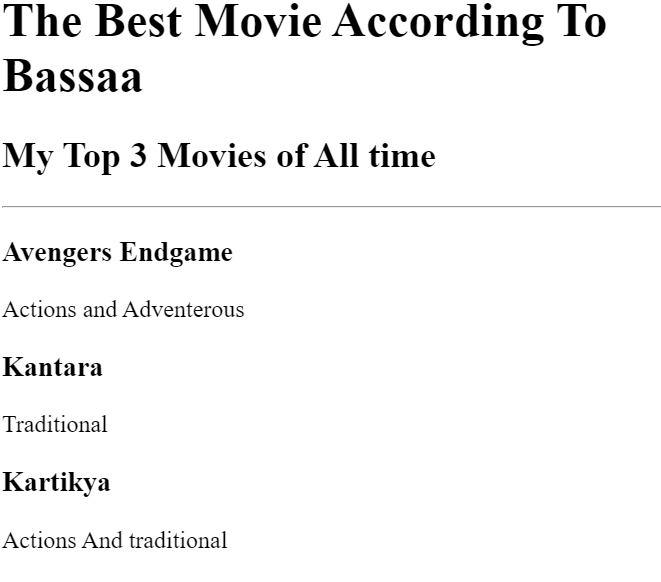 The Best Movie According To
Bassaa
My Top 3 Movies of All time
Avengers Endgame
Actions and Adventerous
Kantara
Traditional
Kartikya
Actions And traditional